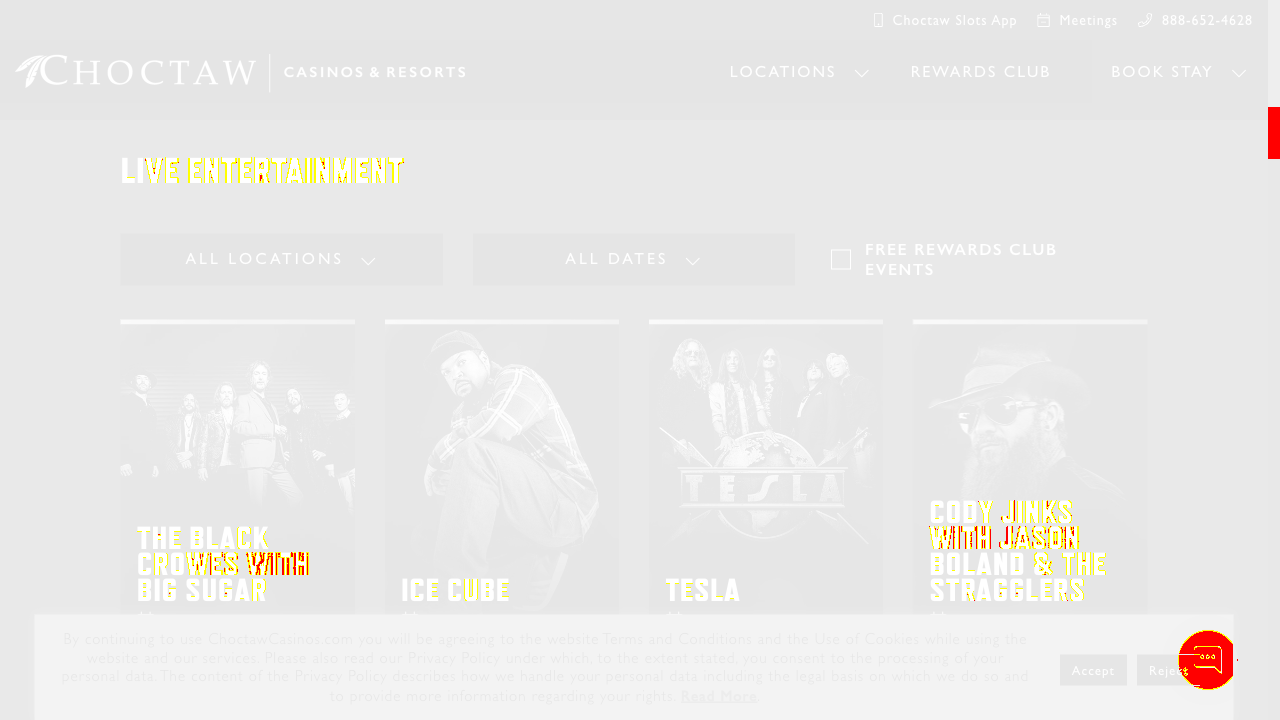 Choctaw Slots App
Meetings
888-652-4628
CHOCTAW
CASINOS & RESORTS
LOCATIONS
REWARDS CLUB
BOOK STAY
LIVE ENTERTAINMENT
ALL LOCATIONS
ALL DATES
FREE REWARDS CLUB
EVENTS
THE BLACK
CROWES WITH
BIG SUGAR
ICE CUBE
TESLA
TESLA
CODY JINKS
WITH JASON
BOLAND & THE
STRAGGLERS
By continuing to use ChoctawCasinos.com you will be agreeing to the website Terms and Conditions and the Use of Cookies while using the
website and our services. Please also read our Privacy Policy under which, to the extent stated, you consent to the processing of your
personal data. The content of the Privacy Policy describes how we handle your personal data including the legal basis on which we do so and
to provide more information regarding your rights. Read More.
Accept
Reject